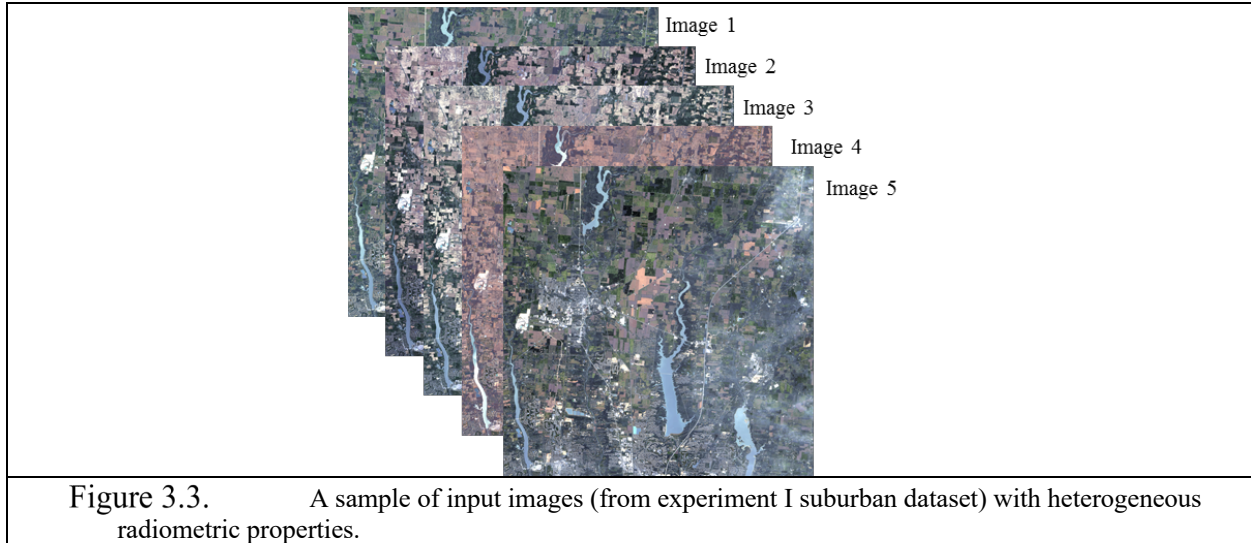 Image 1
Image 2
Image 3
Image 4
Image 5
Figure 3.3. A sample of input images (from experiment I suburban dataset) with heterogeneous
radiometric properties.